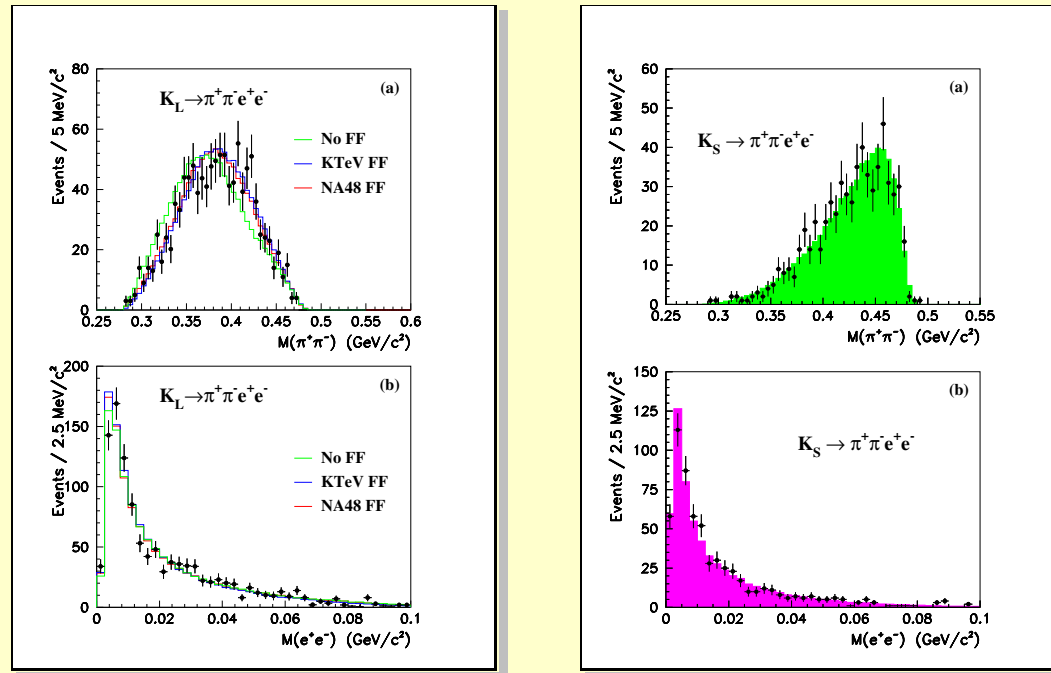 Events / 5 MeV/c²
80
60
40
20
0
(a)
K_L→π⁺π⁻e⁺e⁻
No FF
KTeV FF
NA48 FF
0.25 0.3 0.35 0.4 0.45 0.5 0.55 0.6
M(π⁺π⁻) (GeV/c²)
Events / 2.5 MeV/c²
200
150
100
50
0
(b)
K_L→π⁺π⁻e⁺e⁻
No FF
KTeV FF
NA48 FF
0 0.02 0.04 0.06 0.08 0.1
M(e⁺e⁻) (GeV/c²)
Events / 5 MeV/c²
60
50
40
30
20
10
0
(a)
K_S → π⁺π⁻e⁺e⁻
0.25 0.3 0.35 0.4 0.45 0.5 0.55
M(π⁺π⁻) (GeV/c²)
Events / 2.5 MeV/c²
150
125
100
75
50
25
0
(b)
K_S → π⁺π⁻e⁺e⁻
0 0.02 0.04 0.06 0.08 0.1
M(e⁺e⁻) (GeV/c²)